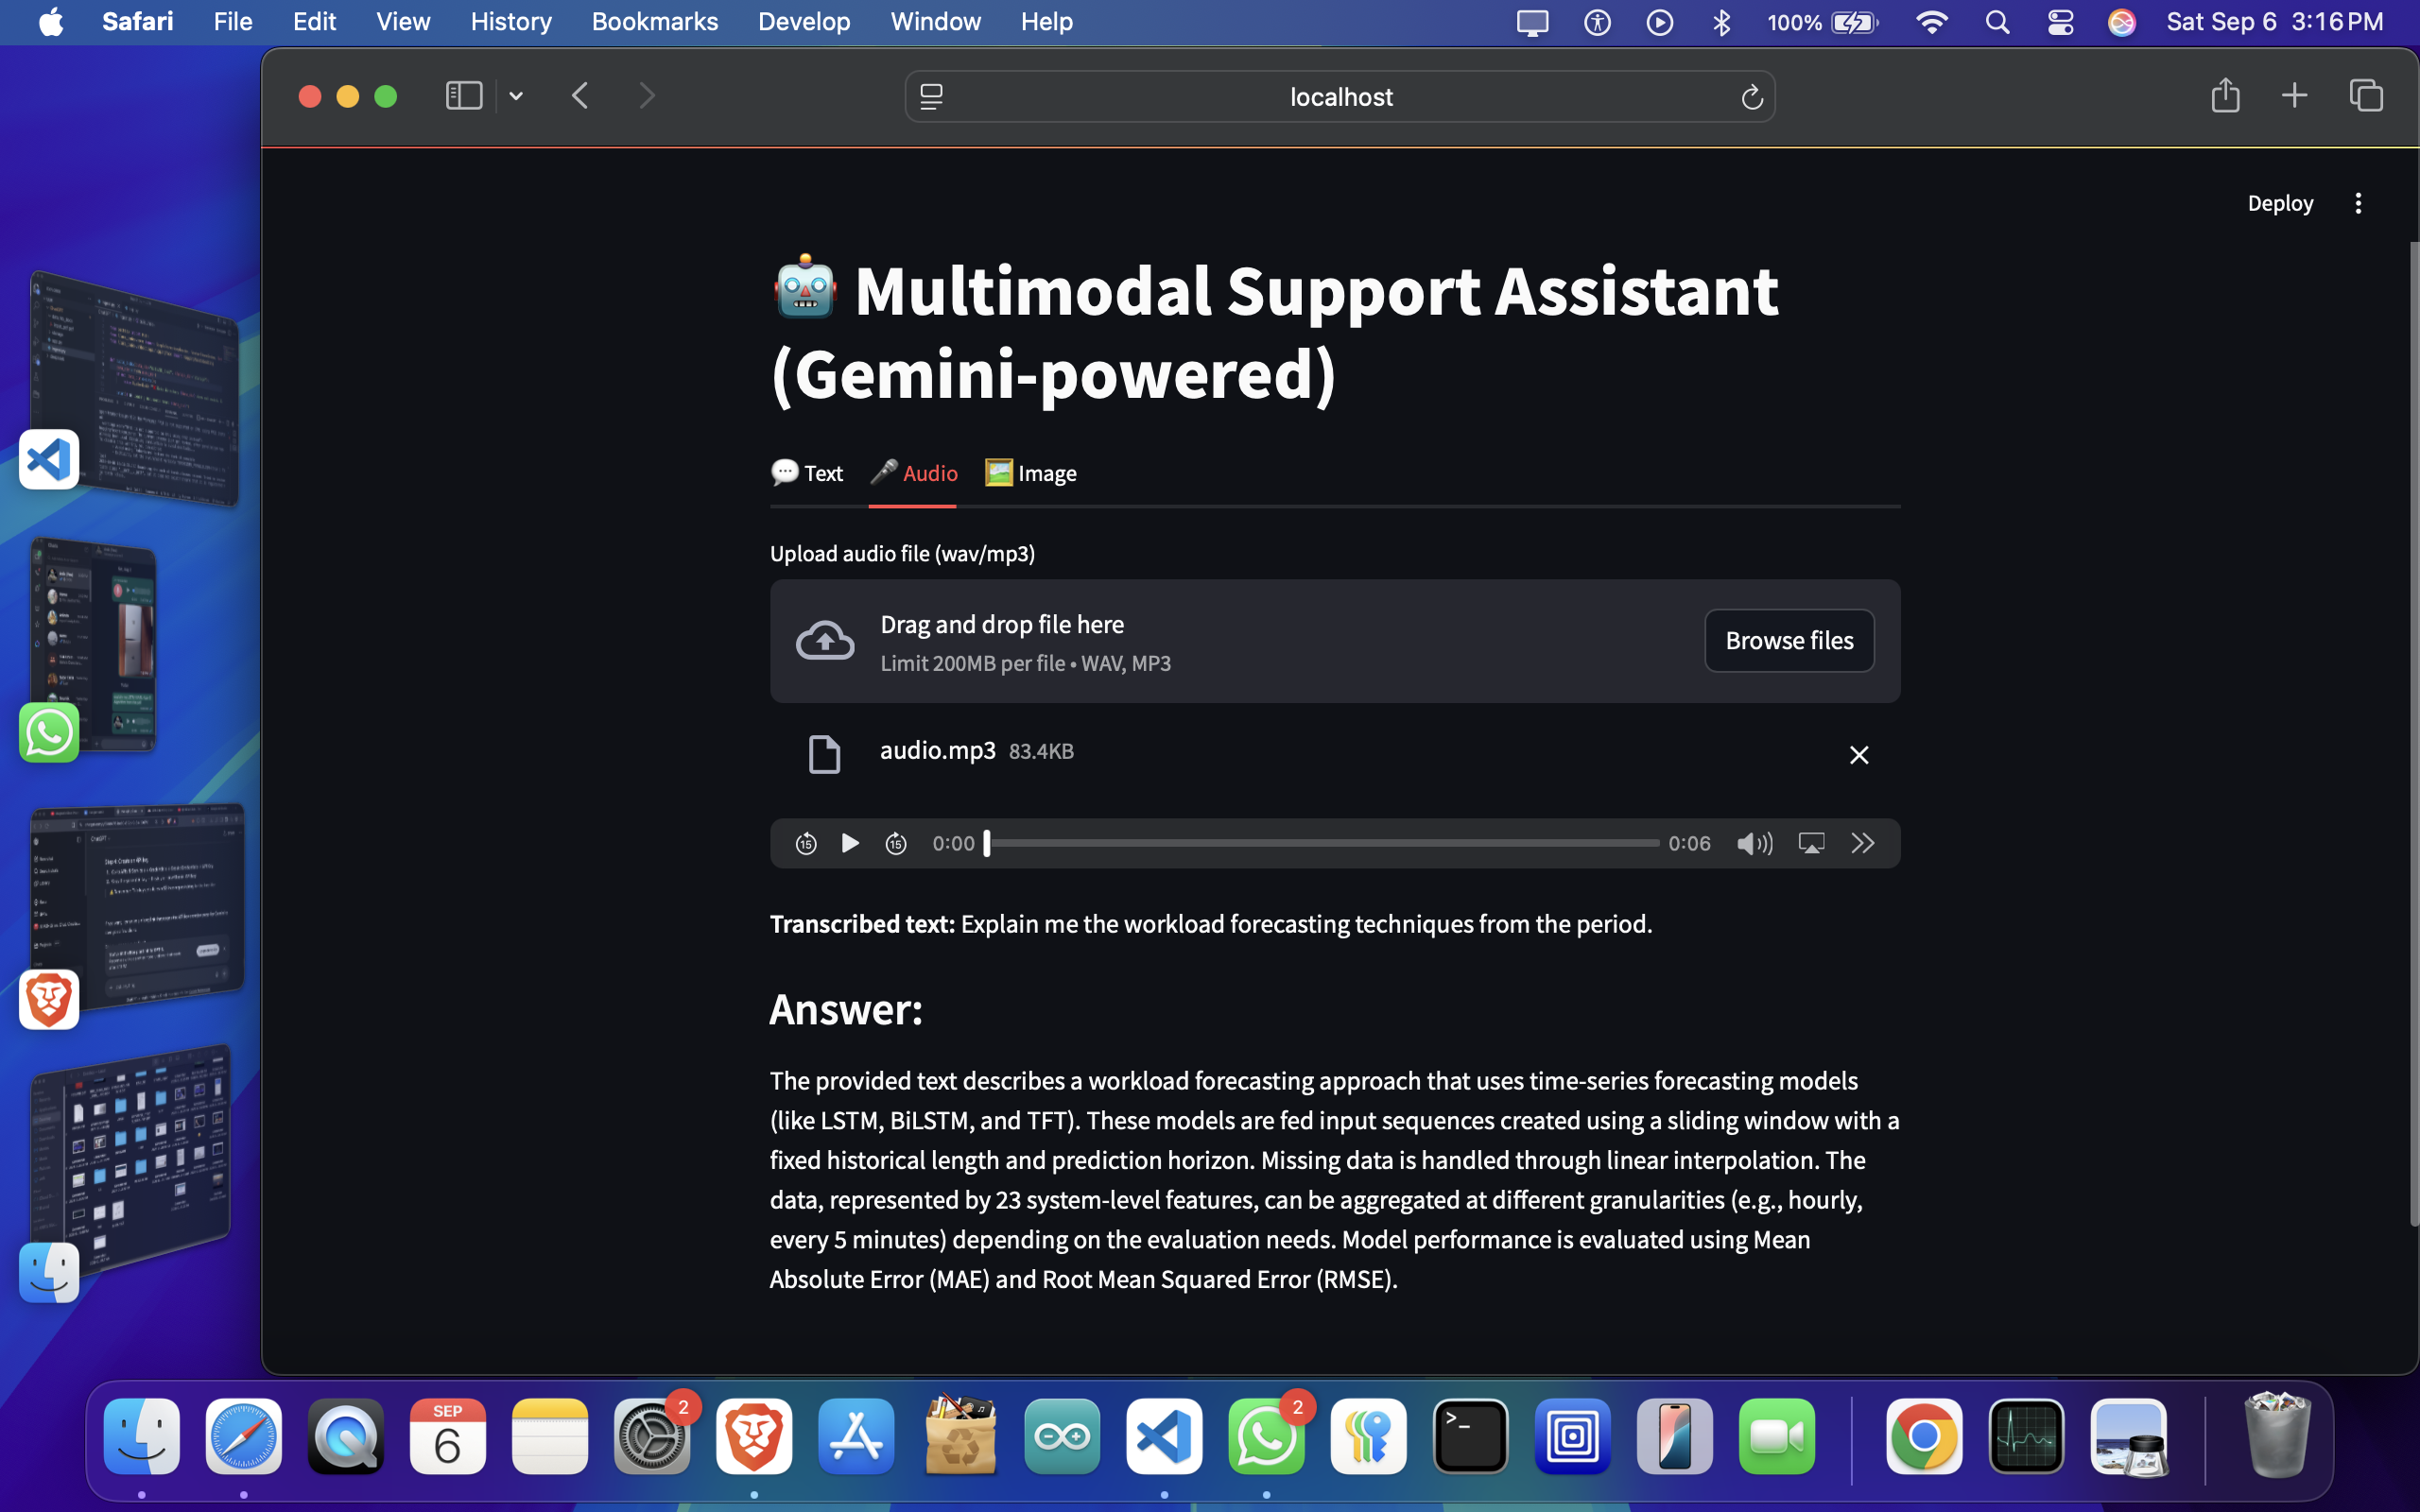 Safari File Edit View History Bookmarks Develop Window Help 100% Sat Sep 6 3:16 PM
localhost
Deploy
Multimodal Support Assistant
(Gemini-powered)
Text Audio Image
Upload audio file (wav/mp3)
Drag and drop file here
Limit 200MB per file • WAV, MP3
Browse files
audio.mp3 83.4KB
15 15 0:00 0:06
Transcribed text: Explain me the workload forecasting techniques from the period.
Answer:
The provided text describes a workload forecasting approach that uses time-series forecasting models
(like LSTM, BiLSTM, and TFT). These models are fed input sequences created using a sliding window with a
fixed historical length and prediction horizon. Missing data is handled through linear interpolation. The
data, represented by 23 system-level features, can be aggregated at different granularities (e.g., hourly,
every 5 minutes) depending on the evaluation needs. Model performance is evaluated using Mean
Absolute Error (MAE) and Root Mean Squared Error (RMSE).
SEP
6
2
2
>_